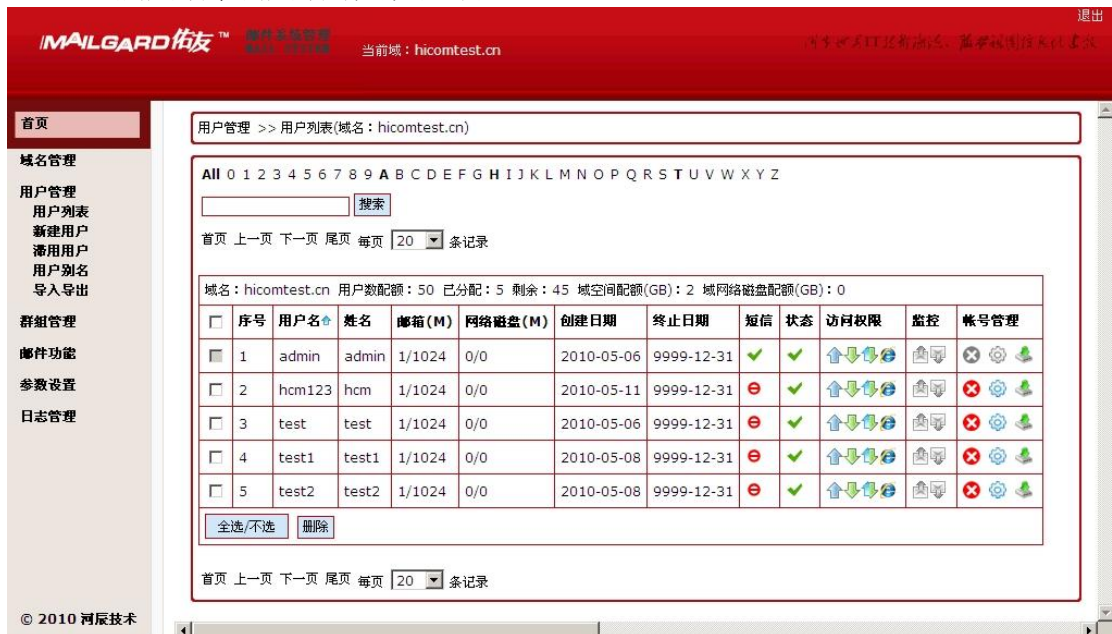 退出
MAILGARD佑友™ 邮件系统管理
当前域：hicomtest.cn
首页
域名管理
用户管理
用户列表
新建用户
滞用用户
用户别名
导入导出
群组管理
邮件功能
参数设置
日志管理
© 2010 河辰技术
用户管理 >> 用户列表(域名：hicomtest.cn)
All 0 1 2 3 4 5 6 7 8 9 A B C D E F G H I J K L M N O P Q R S T U V W X Y Z
搜索
首页 上一页 下一页 尾页 每页 20 条记录
域名：hicomtest.cn 用户数配额：50 已分配：5 剩余：45 域空间配额(GB)：2 域网络磁盘配额(GB)：0
序号 用户名 姓名 邮箱(M) 网络磁盘(M) 创建日期 终止日期 短信 状态 访问权限 监控 帐号管理
1 admin admin 1/1024 0/0 2010-05-06 9999-12-31
2 hcm123 hcm 1/1024 0/0 2010-05-11 9999-12-31
3 test test 1/1024 0/0 2010-05-06 9999-12-31
4 test1 test1 1/1024 0/0 2010-05-08 9999-12-31
5 test2 test2 1/1024 0/0 2010-05-08 9999-12-31
全选/不选 删除
首页 上一页 下一页 尾页 每页 20 条记录